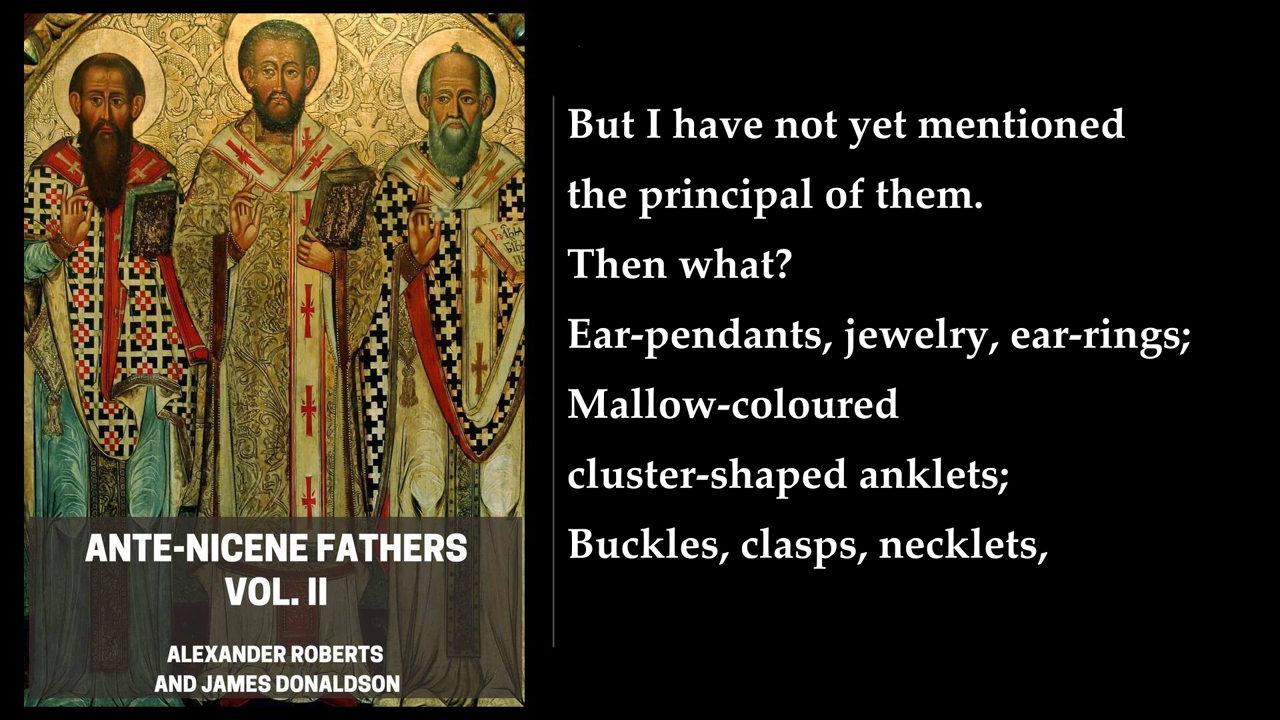 ANTE-NICENE FATHERS
VOL. II
ALEXANDER ROBERTS
AND JAMES DONALDSON
But I have not yet mentioned
the principal of them.
Then what?
Ear-pendants, jewelry, ear-rings;
Mallow-coloured
cluster-shaped anklets;
Buckles, clasps, necklets,